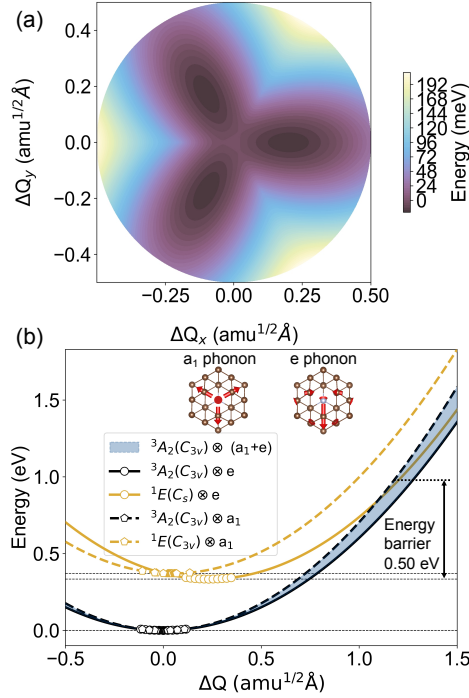 (a)
0.4
0.2
0.0
−0.2
−0.4
ΔQy (amu1/2Å)
−0.25
0.00
0.25
0.50
ΔQx (amu1/2Å)
192
168
144
120
96
72
48
24
0
Energy (meV)
(b)
a1 phonon
e phonon
3A2(C3v) ⊗ (a1+e)
3A2(C3v) ⊗ e
1E(Cs) ⊗ e
3A2(C3v) ⊗ a1
1E(C3v) ⊗ a1
Energy
barrier
0.50 eV
1.5
1.0
0.5
0.0
Energy (eV)
−0.5
0.0
0.5
1.0
1.5
ΔQ (amu1/2Å)